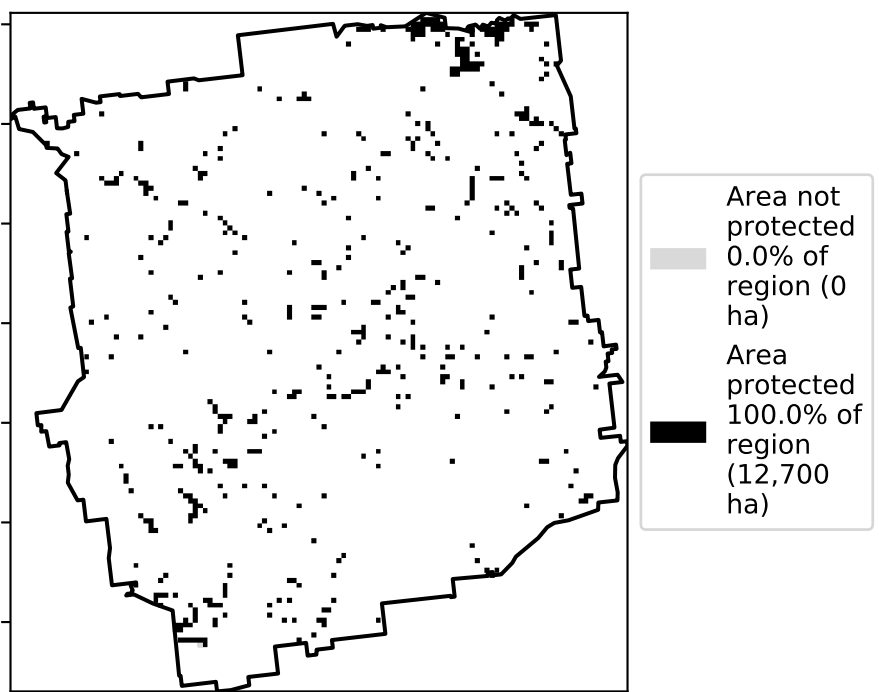 Area not
protected
0.0% of
region (0
ha)
Area
protected
100.0% of
region
(12,700
ha)